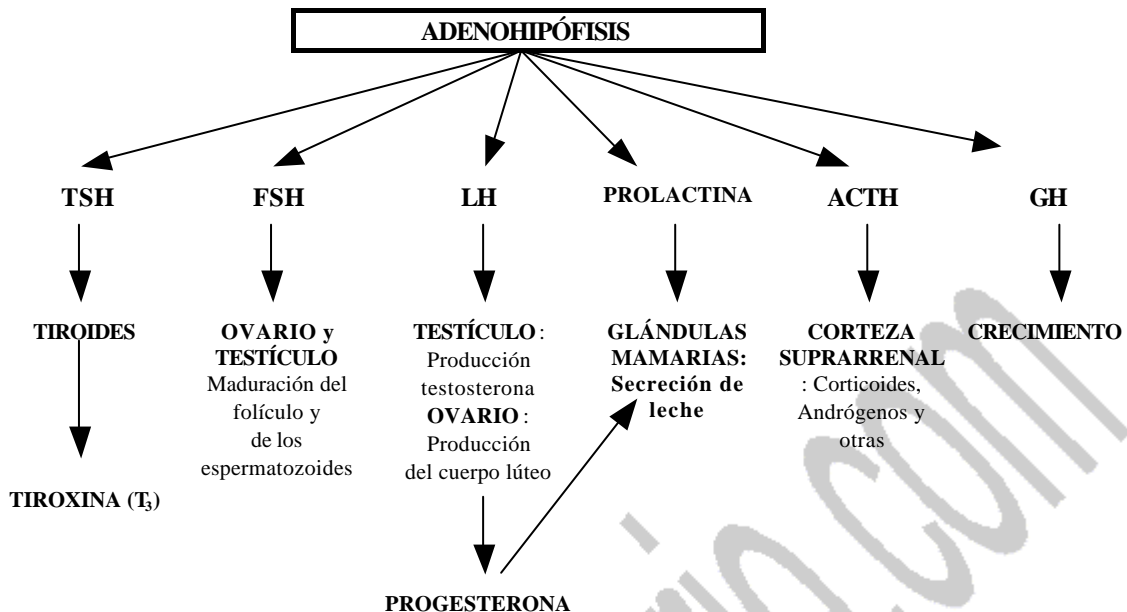 ADENOHIPÓFISIS
TSH
FSH
LH
PROLACTINA
ACTH
GH
TIROIDES
TIROXINA (T3)
OVARIO y
TESTÍCULO
Maduración del
folículo y
de los
espermatozoides
TESTÍCULO :
Producción
testosterona
OVARIO :
Producción
del cuerpo lúteo
PROGESTERONA
GLÁNDULAS
MAMARIAS:
Secreción de
leche
CORTEZA
SUPRARRENAL
: Corticoides,
Andrógenos y
otras
CRECIMIENTO